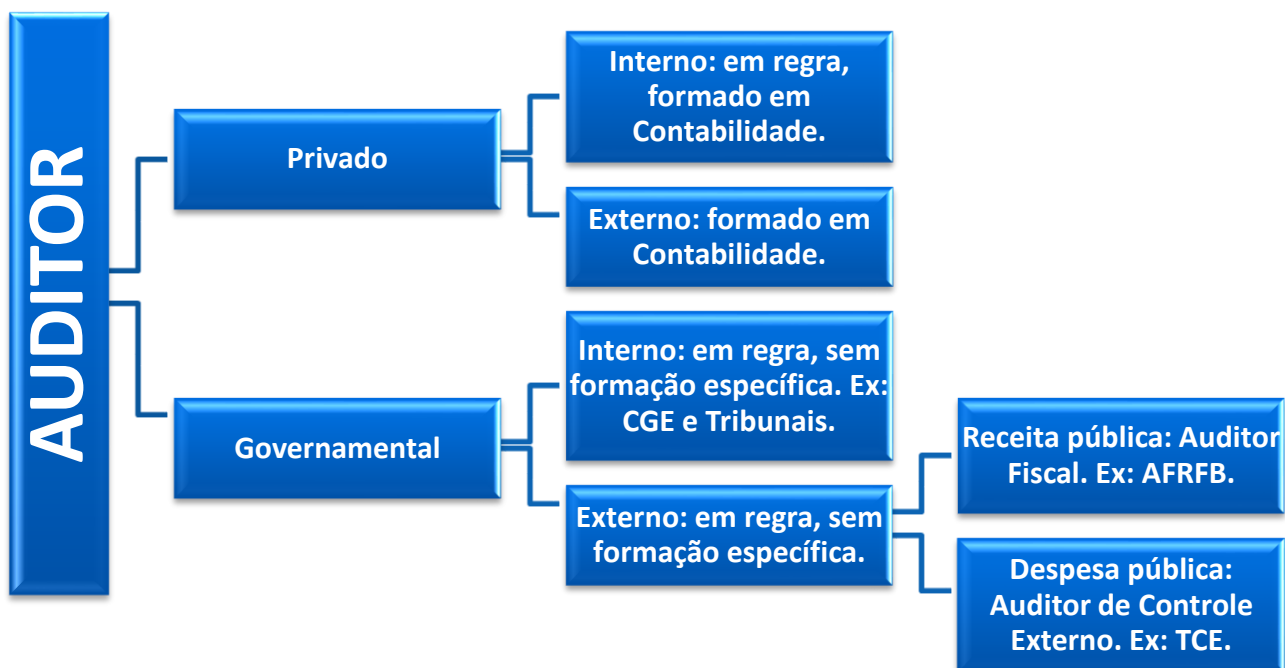 AUDITOR
Privado
Interno: em regra,
formado em
Contabilidade.
Externo: formado em
Contabilidade.
Governamental
Interno: em regra, sem
formação específica. Ex:
CGE e Tribunais.
Externo: em regra, sem
formação específica.
Receita pública: Auditor
Fiscal. Ex: AFRFB.
Despesa pública:
Auditor de Controle
Externo. Ex: TCE.